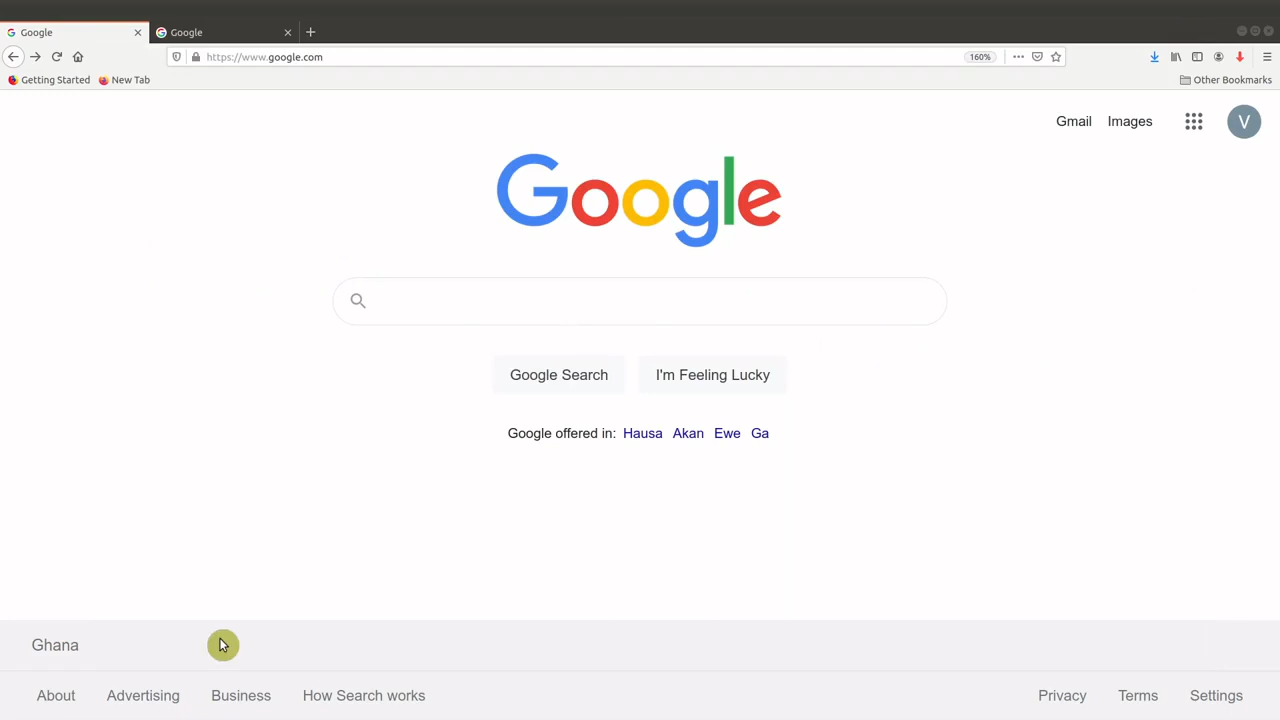 Google Google
https://www.google.com 160%
Getting Started New Tab Other Bookmarks
Gmail Images V
Google
Google Search I'm Feeling Lucky
Google offered in: Hausa Akan Ewe Ga
Ghana
About Advertising Business How Search works Privacy Terms Settings